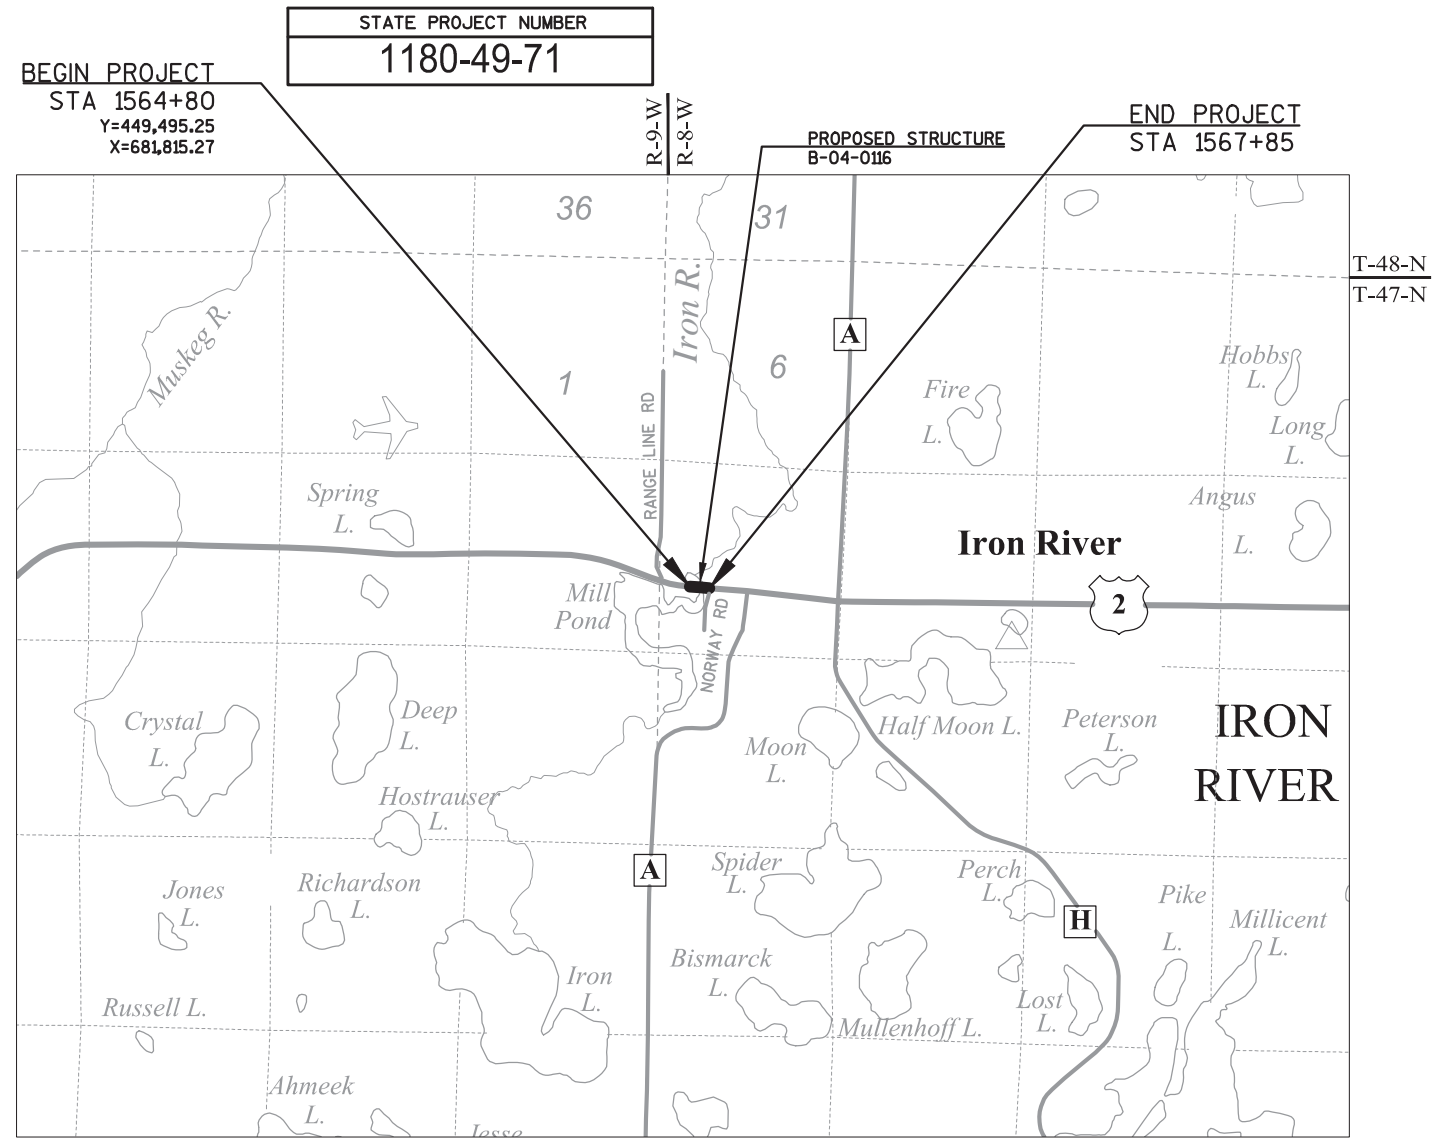 STATE PROJECT NUMBER
1180-49-71
BEGIN PROJECT
STA 1564+80
Y=449,495.25
X=681,815.27
R-9-W
R-8-W
PROPOSED STRUCTURE
B-04-0116
END PROJECT
STA 1567+85
36
31
T-48-N
T-47-N
Muskeg R.
Iron R.
A
1
6
Hobbs
L.
Fire
L.
Long
L.
RANGE LINE RD
Spring
L.
Angus
L.
Iron River
Mill
Pond
2
NORWAY RD
Crystal
L.
Deep
L.
Moon
L.
Half Moon L.
Peterson
L.
IRON
RIVER
Hostrauser
L.
A
Spider
L.
Perch
L.
Jones
L.
Richardson
L.
H
Pike
L.
Millicent
L.
Bismarck
L.
Iron
L.
Russell L.
Mullenhoff L.
Lost
L.
Ahmeek
L.
Jesse